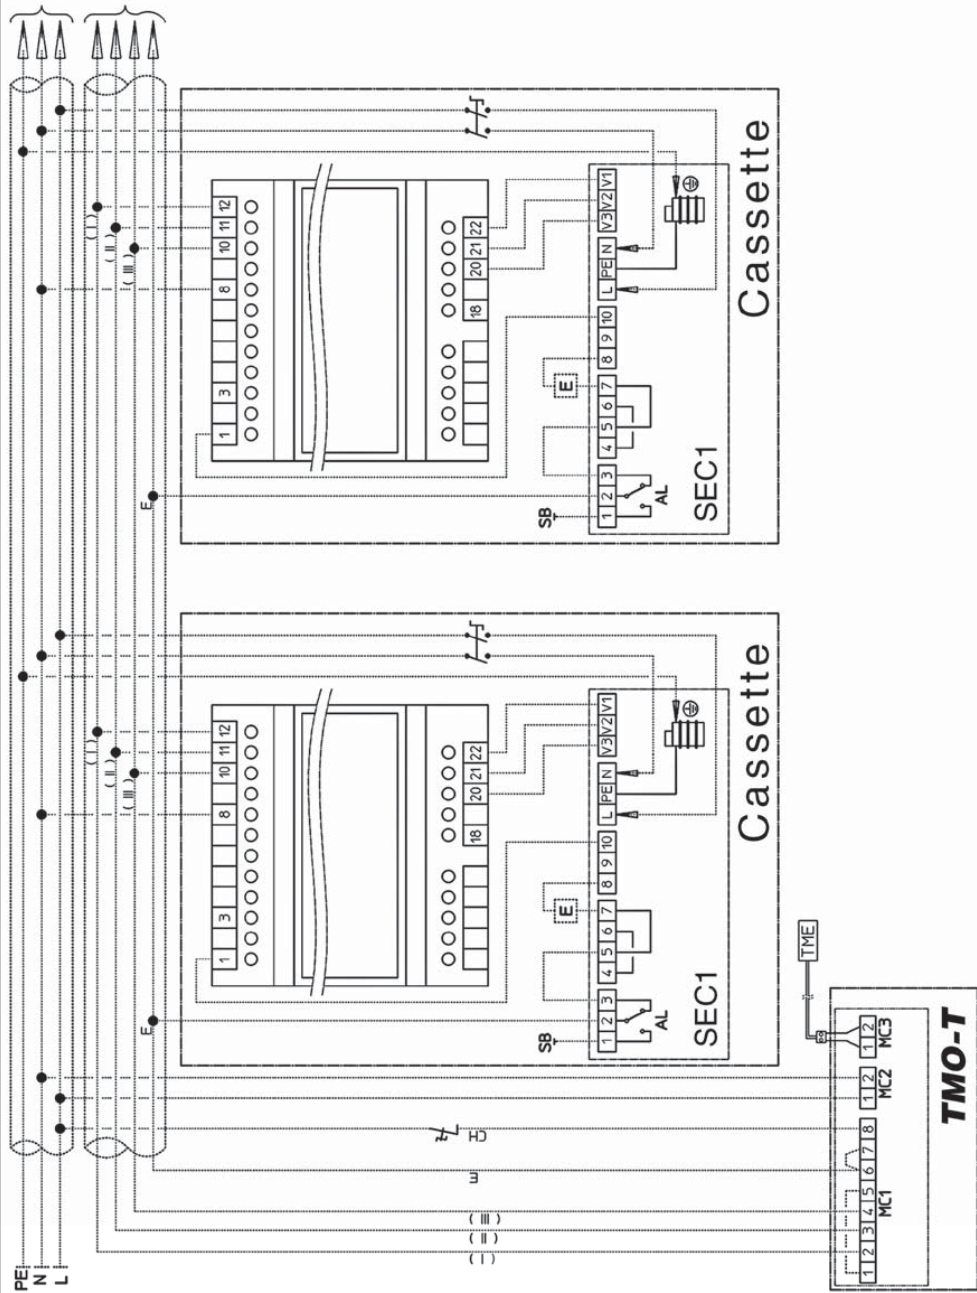 PE
N
L
( I )
( II )
( III )
E
CH
E
( I )
( II )
( III )
1 3 8 10 11 12
18 20 21 22
SB
E
1 2 3 4 5 6 7 8 9 10 L PE N V3 V2 V1
AL
SEC1
Cassette
E
( I )
( II )
( III )
1 3 8 10 11 12
18 20 21 22
SB
E
1 2 3 4 5 6 7 8 9 10 L PE N V3 V2 V1
AL
SEC1
Cassette
TME
1 2 3 4 5 6 7 8 1 2 1 2
MC1 MC2 MC3
TMO-T